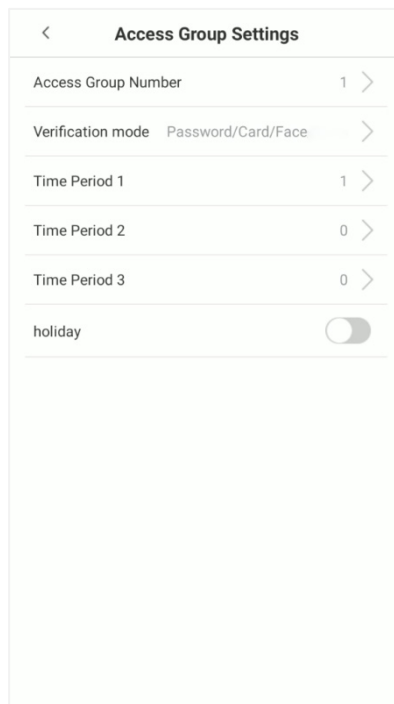 Access Group Settings
Access Group Number 1
Verification mode Password/Card/Face
Time Period 1 1
Time Period 2 0
Time Period 3 0
holiday